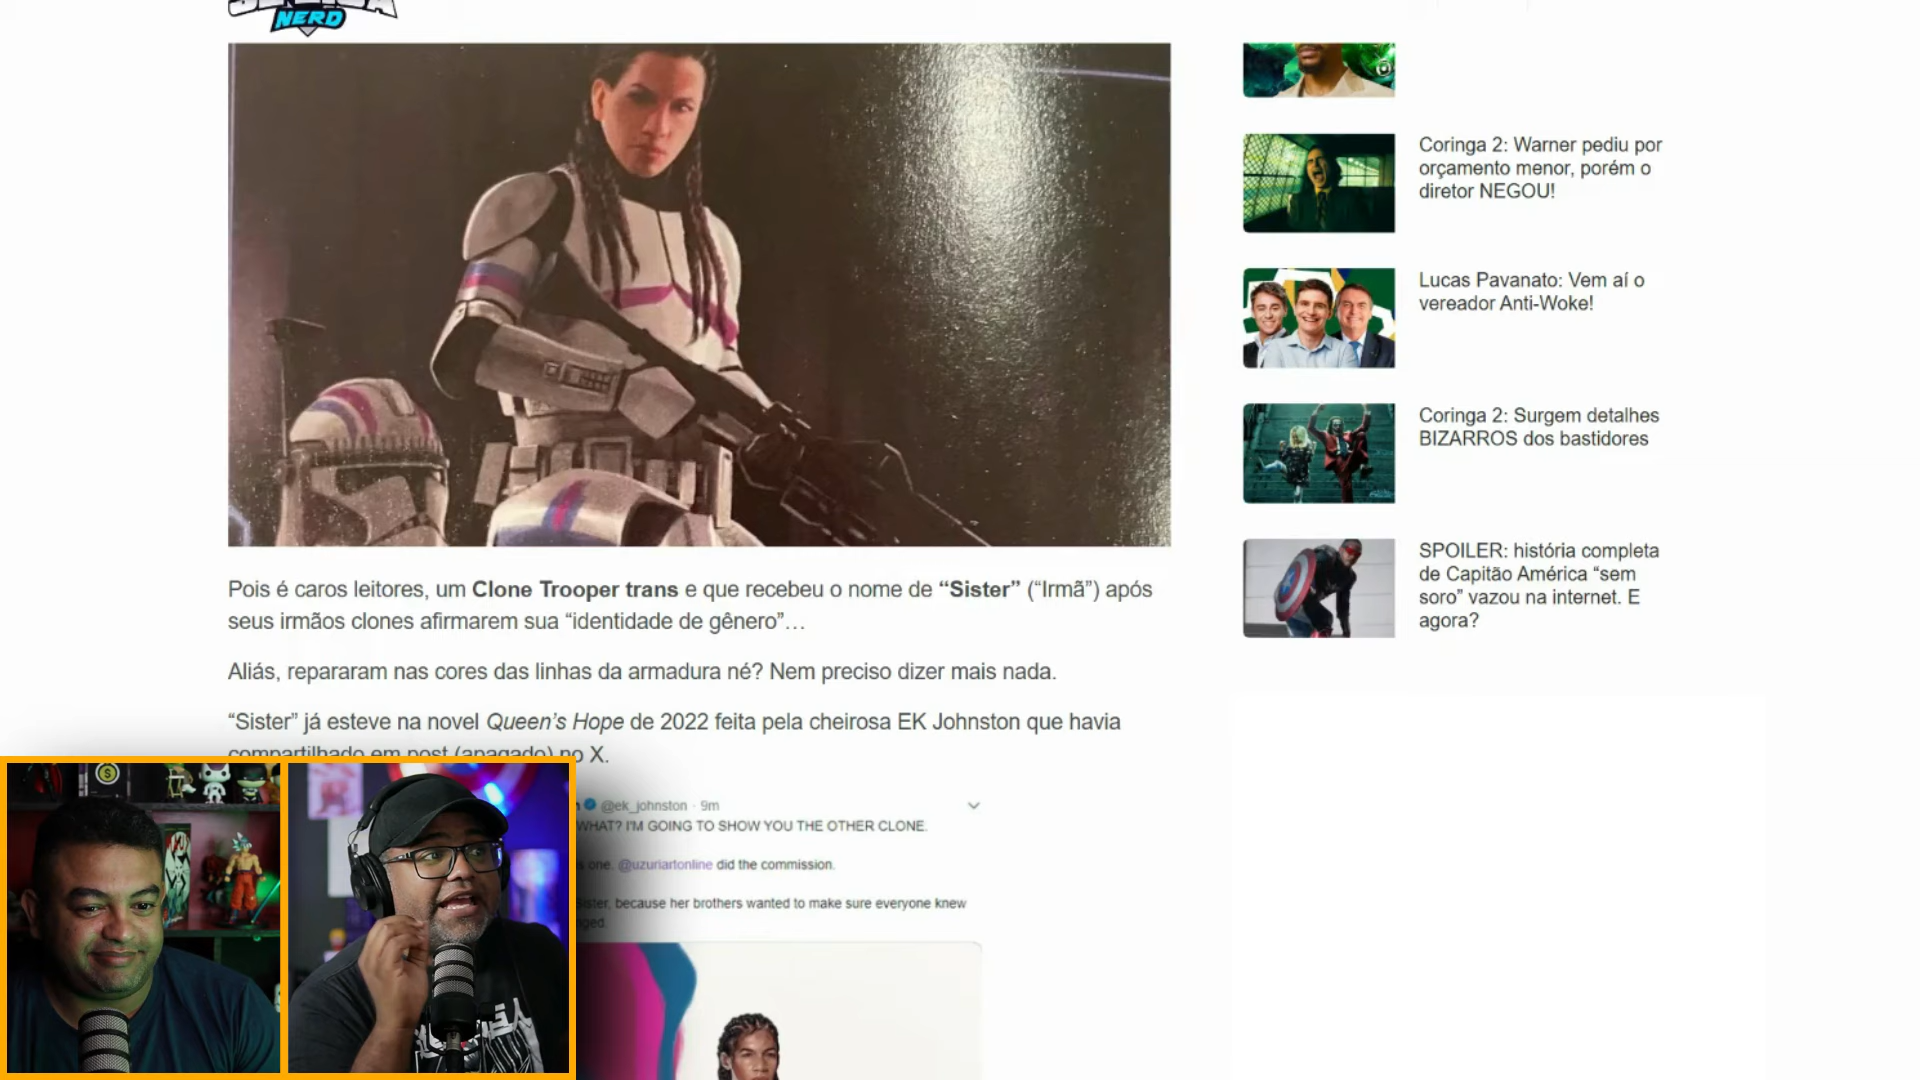 NERD
Pois é caros leitores, um Clone Trooper trans e que recebeu o nome de “Sister” (“Irmã”) após
seus irmãos clones afirmarem sua “identidade de gênero”…
Aliás, repararam nas cores das linhas da armadura né? Nem preciso dizer mais nada.
“Sister” já esteve na novel Queen’s Hope de 2022 feita pela cheirosa EK Johnston que havia
compartilhado em post (apagado) no X.
@ek_johnston · 9m
WHAT? I'M GOING TO SHOW YOU THE OTHER CLONE.
one. @uzuriartonline did the commission.
Sister, because her brothers wanted to make sure everyone knew
Coringa 2: Warner pediu por
orçamento menor, porém o
diretor NEGOU!
Lucas Pavanato: Vem aí o
vereador Anti-Woke!
Coringa 2: Surgem detalhes
BIZARROS dos bastidores
SPOILER: história completa
de Capitão América “sem
soro” vazou na internet. E
agora?